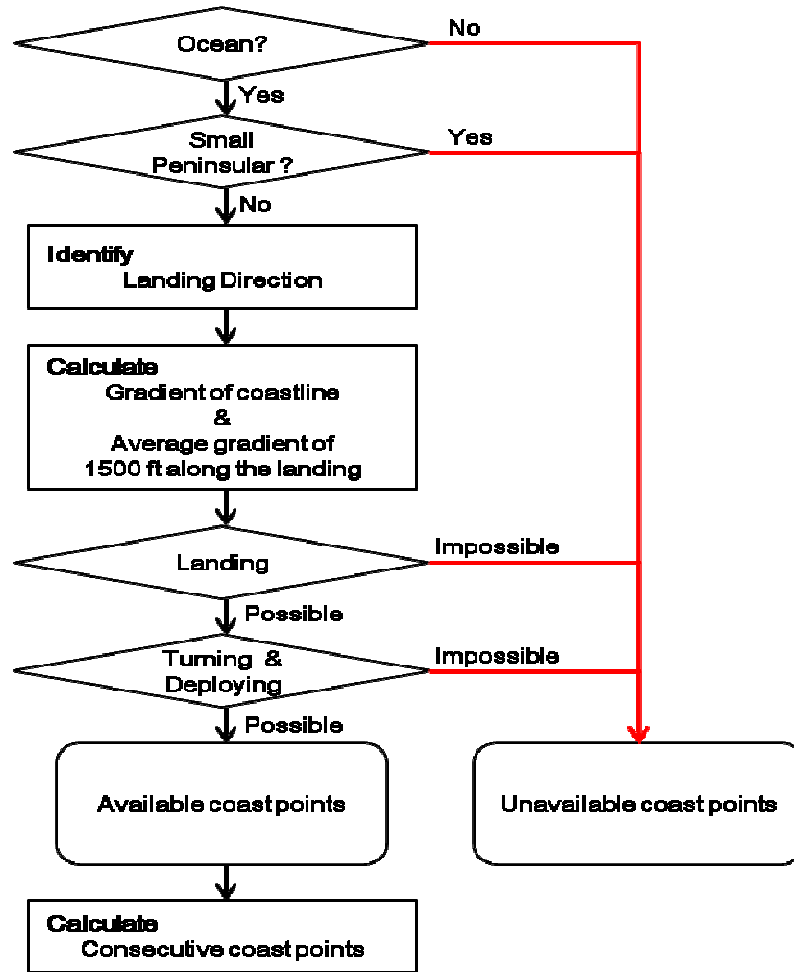 Ocean?
No
Yes
Small
Peninsular ?
Yes
No
Identify
Landing Direction
Calculate
Gradient of coastline
&
Average gradient of
1500 ft along the landing
Landing
Impossible
Possible
Turning &
Deploying
Impossible
Possible
Available coast points
Unavailable coast points
Calculate
Consecutive coast points